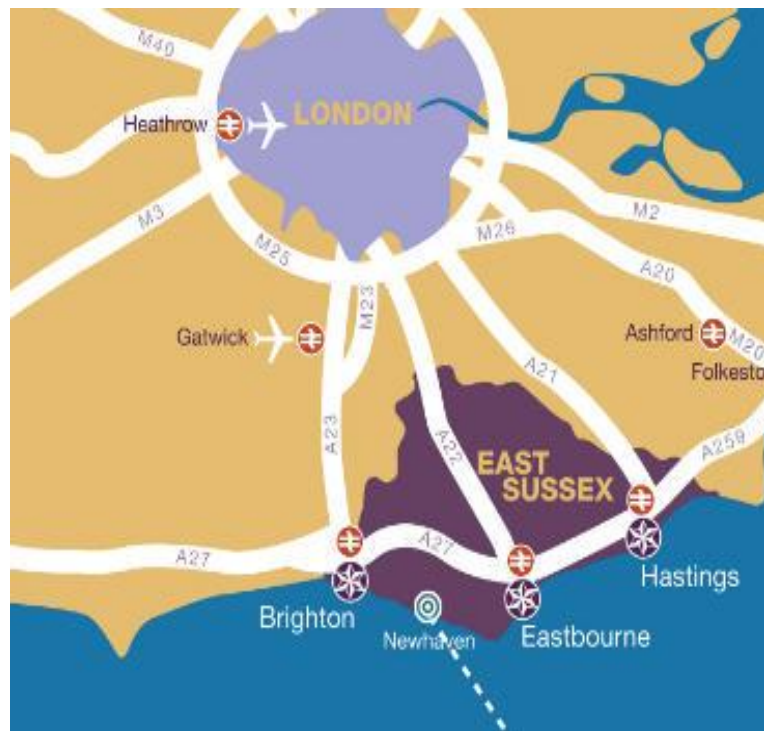 M40
LONDON
Heathrow
M3
M25
M26
M2
A20
M23
Gatwick
Ashford
M20
Folkesto
A21
A23
A22
EAST
SUSSEX
A259
A27
A27
Hastings
Brighton
Newhaven
Eastbourne